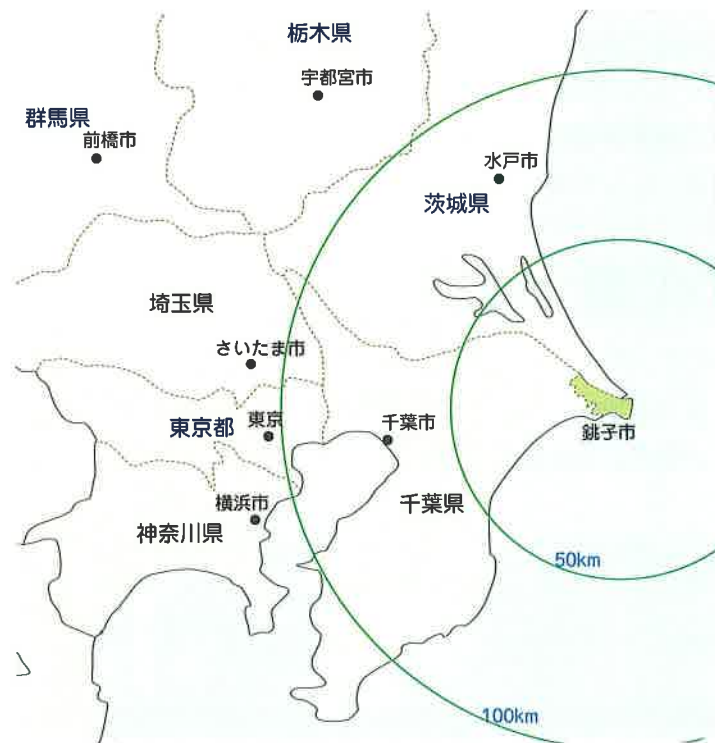 栃木県
宇都宮市
群馬県
前橋市
水戸市
茨城県
埼玉県
さいたま市
東京都
東京
千葉市
銚子市
千葉県
横浜市
神奈川県
50km
100km